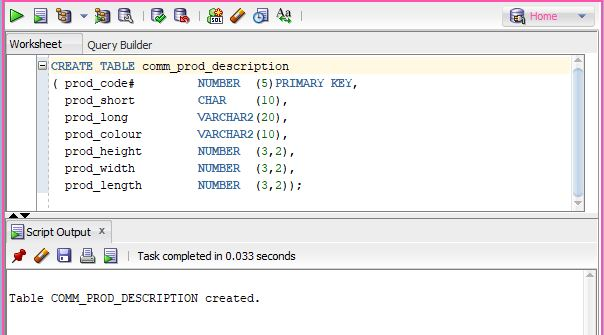 Home
Worksheet Query Builder
CREATE TABLE comm_prod_description
( prod_code# NUMBER (5)PRIMARY KEY,
prod_short CHAR (10),
prod_long VARCHAR2(20),
prod_colour VARCHAR2(10),
prod_height NUMBER (3,2),
prod_width NUMBER (3,2),
prod_length NUMBER (3,2));
Script Output x
Task completed in 0.033 seconds
Table COMM_PROD_DESCRIPTION created.